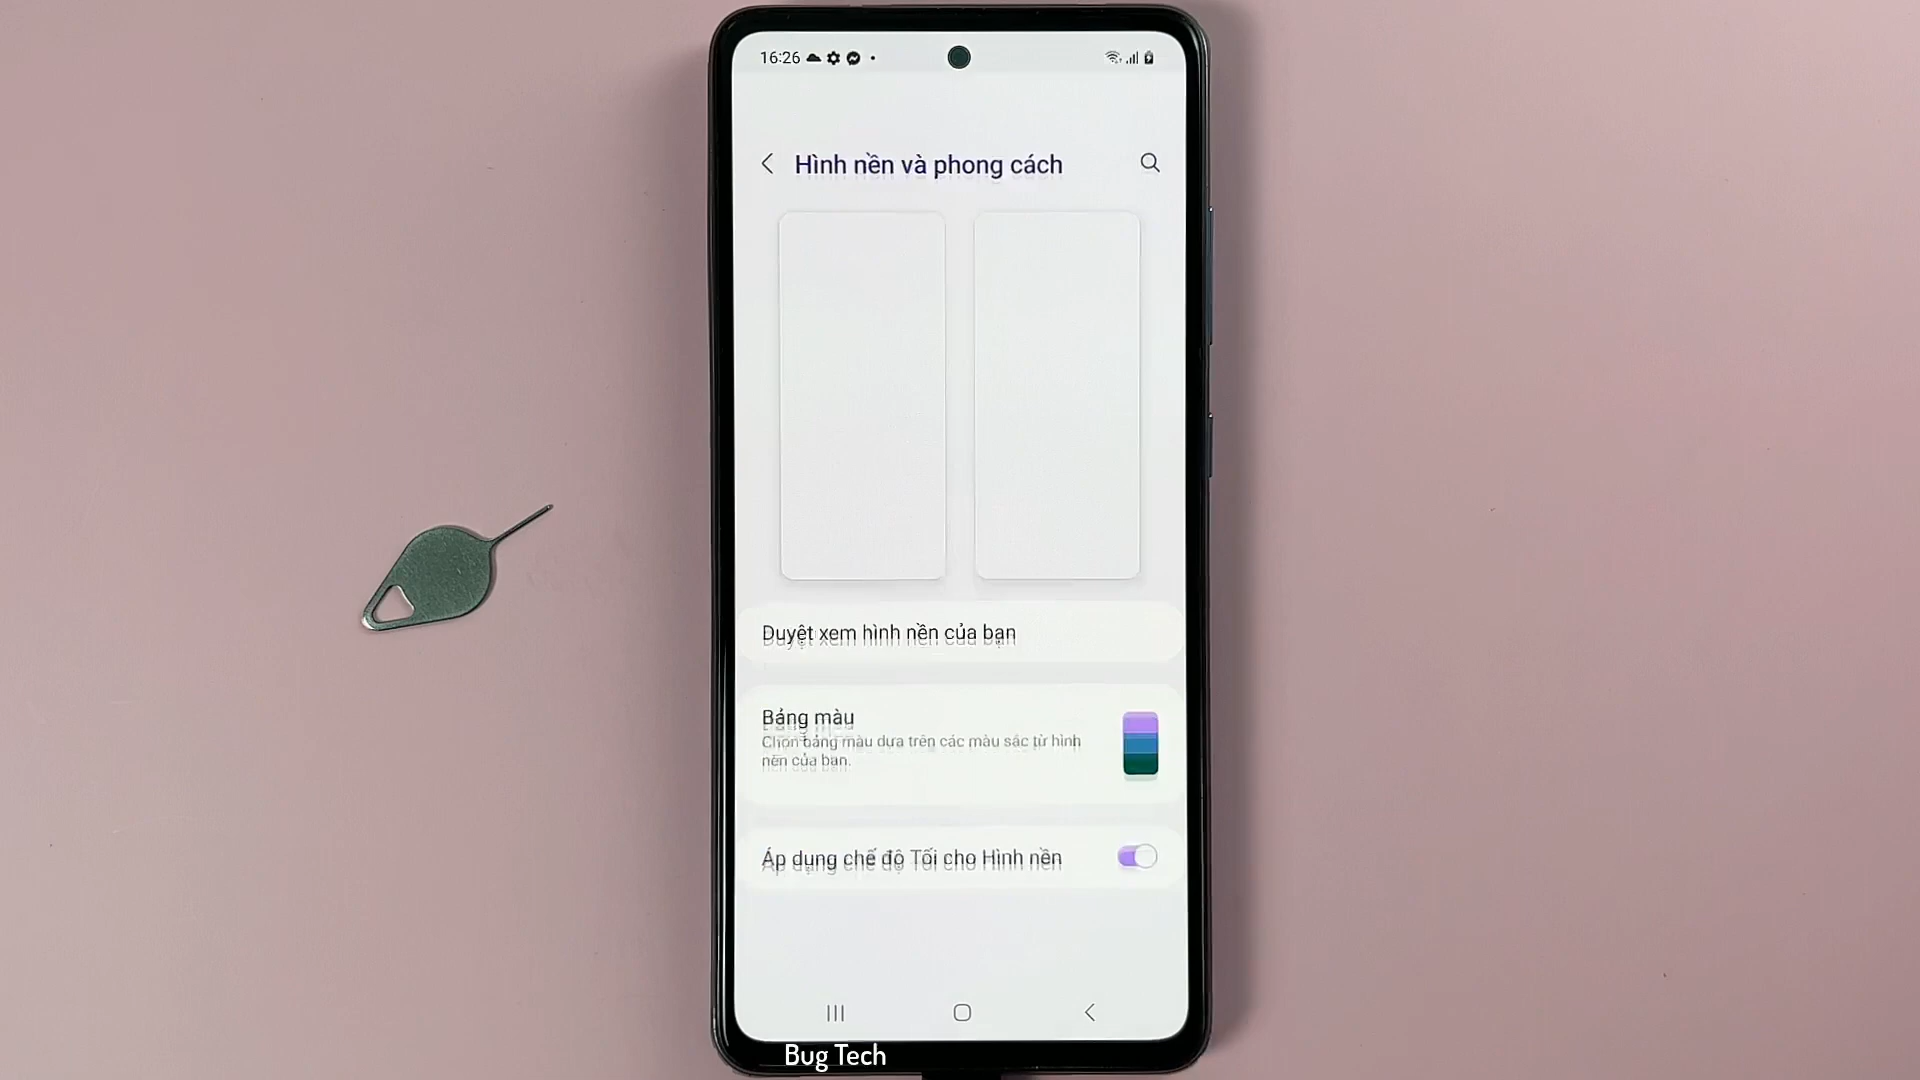 16:26
Hình nền và phong cách
Duyệt xem hình nền của bạn
Bảng màu
Chọn bảng màu dựa trên các màu sắc từ hình
nền của bạn.
Áp dụng chế độ Tối cho Hình nền
Bug Tech